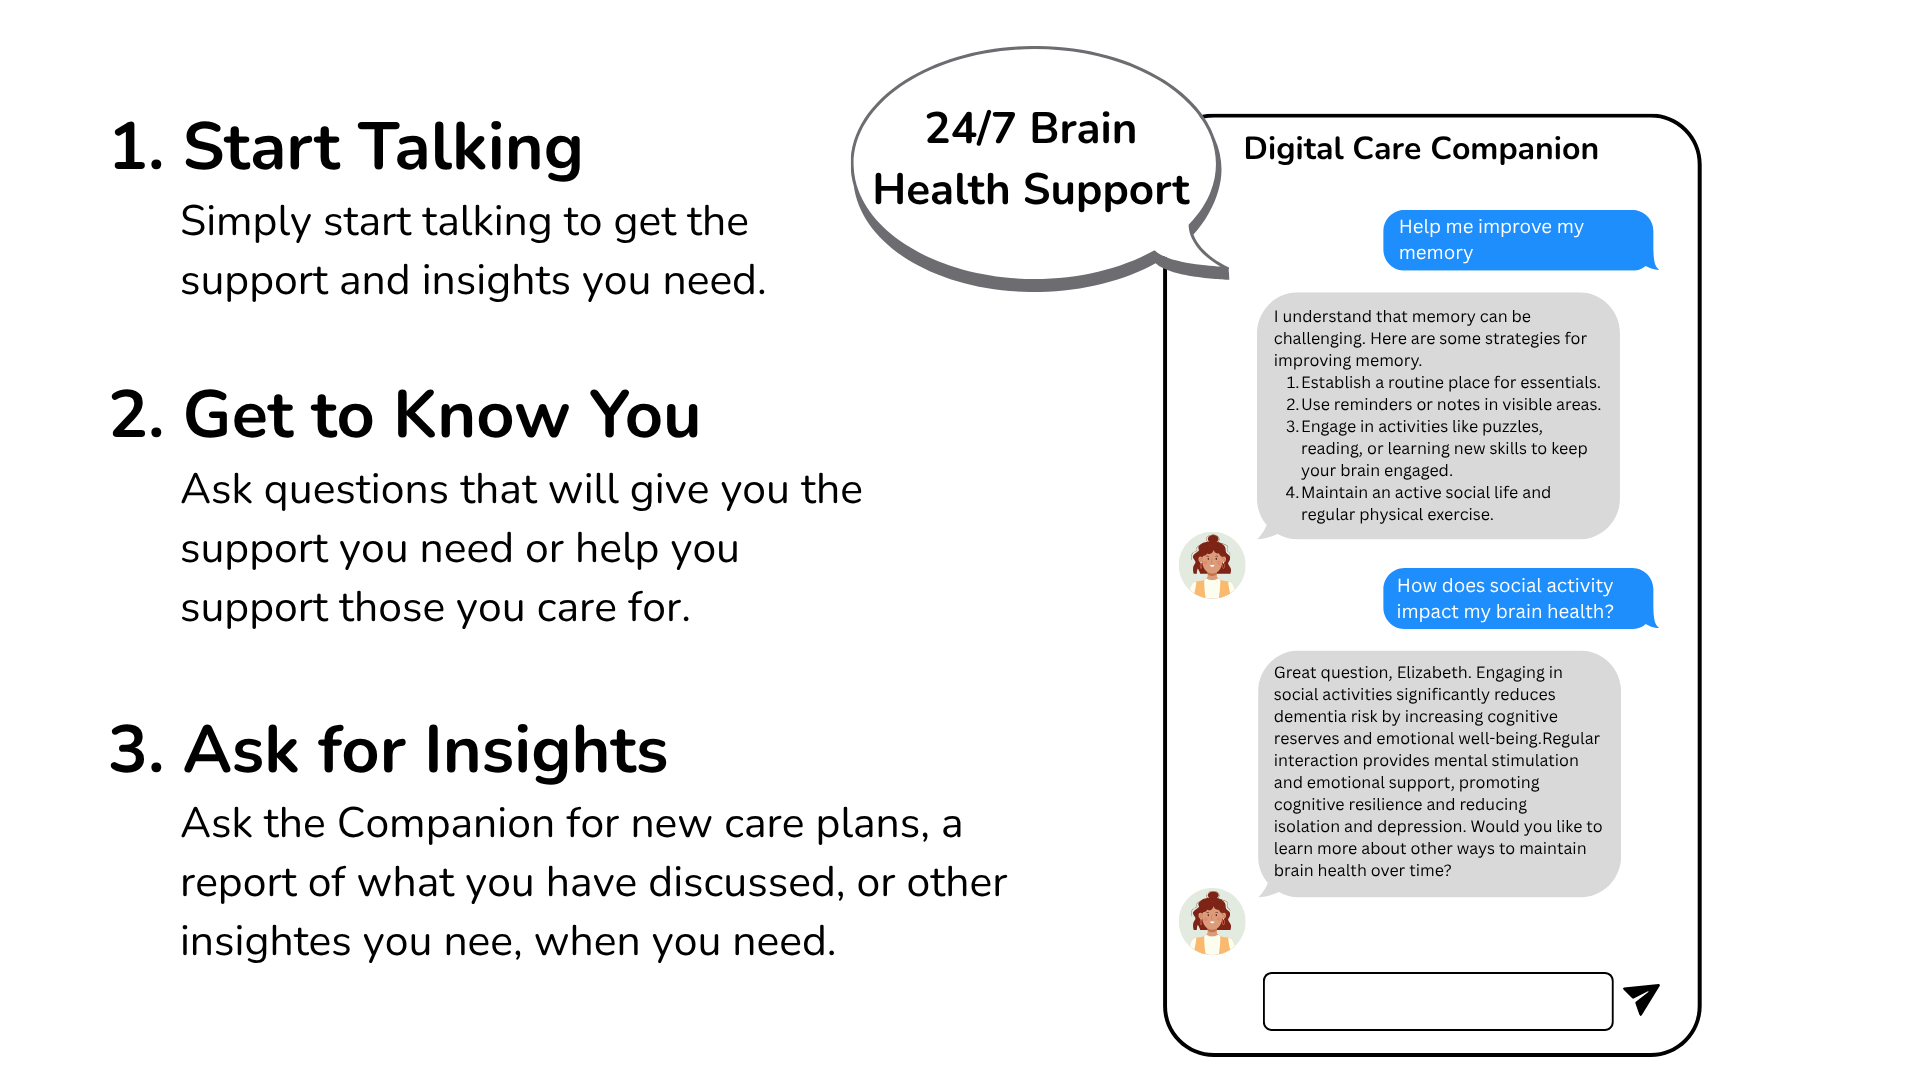 1. Start Talking
Simply start talking to get the
support and insights you need.
2. Get to Know You
Ask questions that will give you the
support you need or help you
support those you care for.
3. Ask for Insights
Ask the Companion for new care plans, a
report of what you have discussed, or other
insightes you nee, when you need.
24/7 Brain
Health Support
Digital Care Companion
Help me improve my
memory
I understand that memory can be
challenging. Here are some strategies for
improving memory.
1. Establish a routine place for essentials.
2. Use reminders or notes in visible areas.
3. Engage in activities like puzzles,
reading, or learning new skills to keep
your brain engaged.
4. Maintain an active social life and
regular physical exercise.
How does social activity
impact my brain health?
Great question, Elizabeth. Engaging in
social activities significantly reduces
dementia risk by increasing cognitive
reserves and emotional well-being.Regular
interaction provides mental stimulation
and emotional support, promoting
cognitive resilience and reducing
isolation and depression. Would you like to
learn more about other ways to maintain
brain health over time?